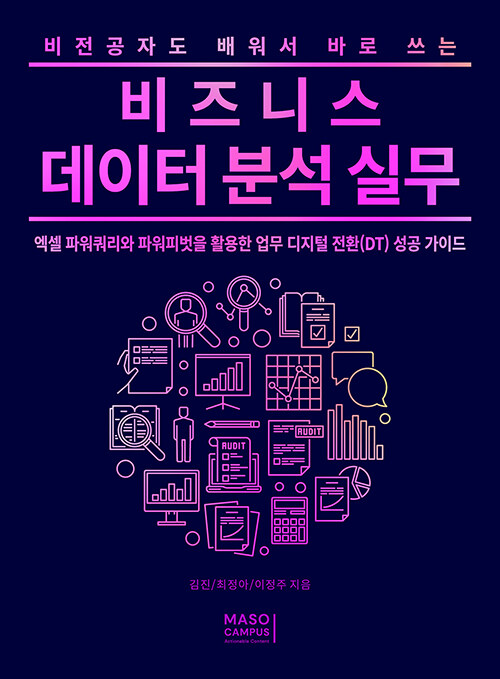 비전공자도 배워서 바로 쓰는
비즈니스
데이터 분석 실무
엑셀 파워쿼리와 파워피벗을 활용한 업무 디지털 전환(DT) 성공 가이드
AUDIT
AUDIT
김진/최정아/이정주 지음
MASO
CAMPUS
Actionable Content